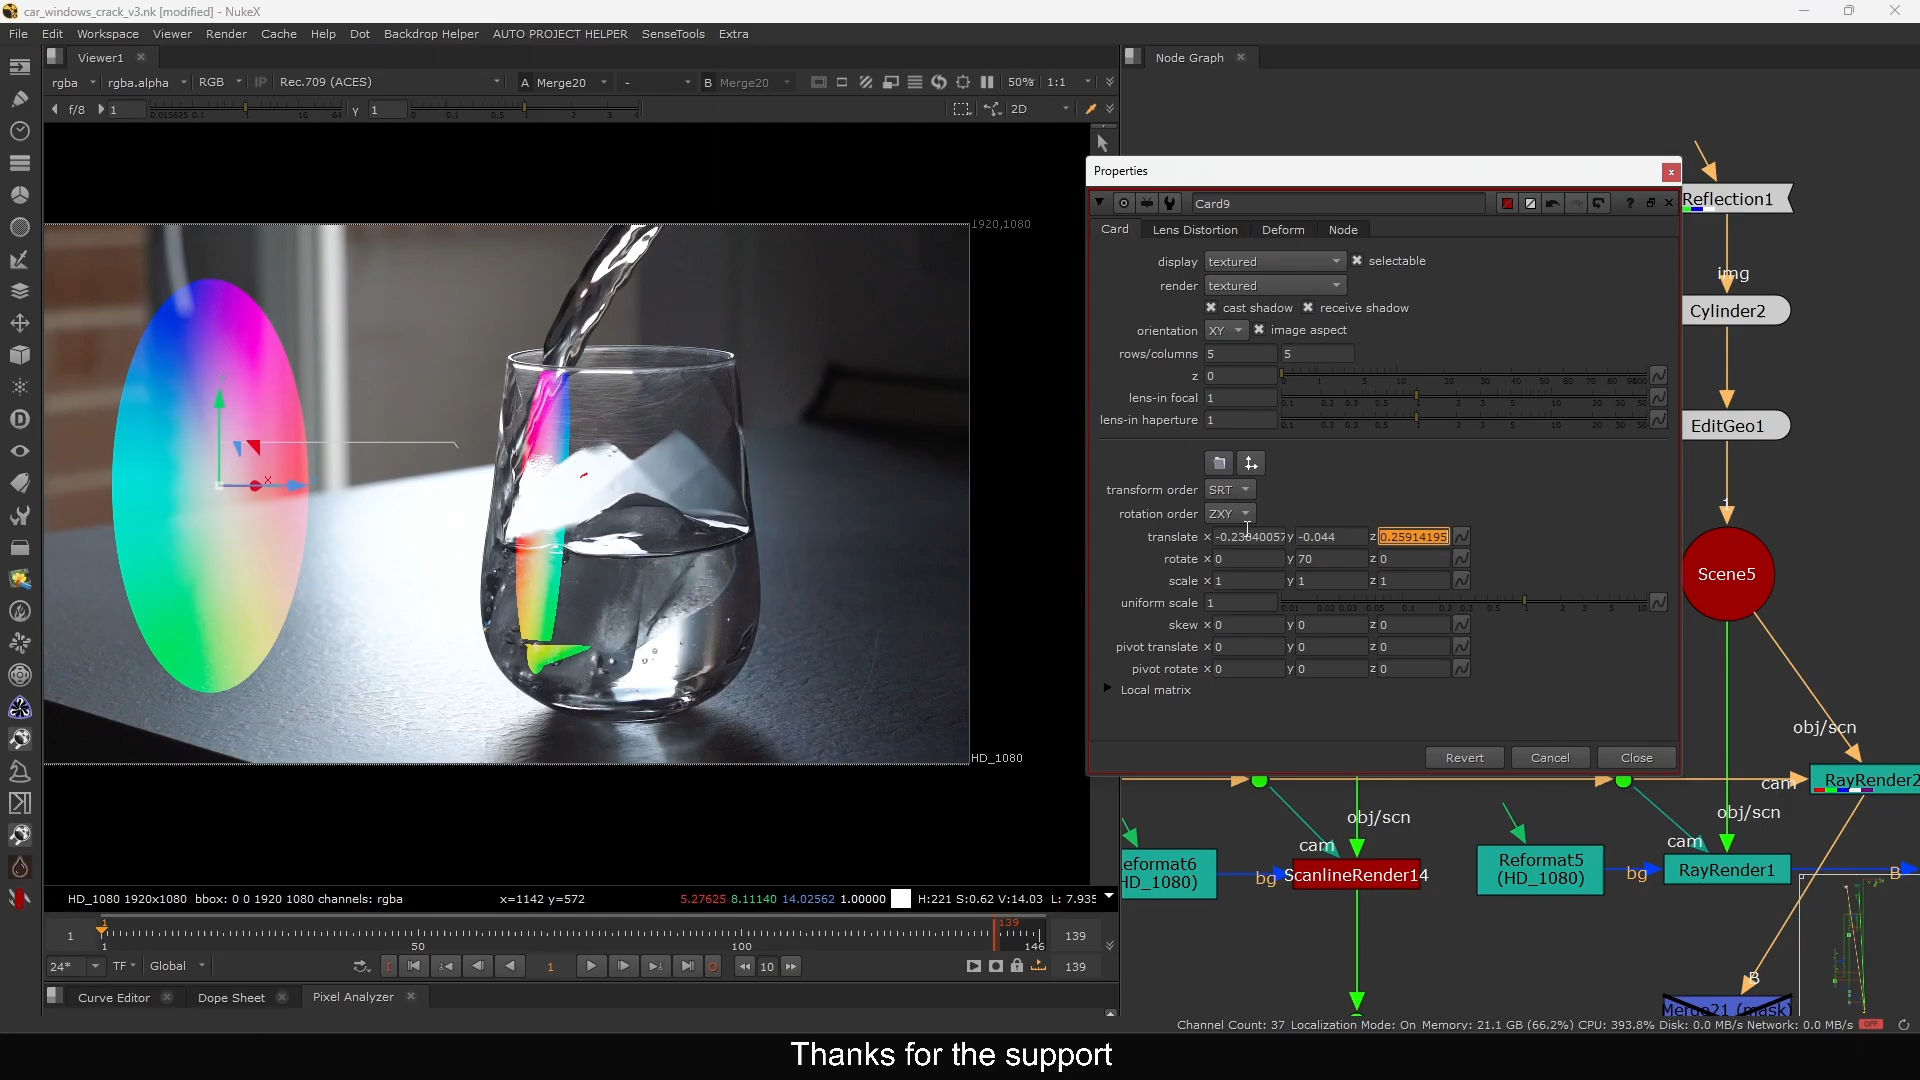 car_windows_crack_v3.nk [modified] - NukeX
File Edit Workspace Viewer Render Cache Help Dot Backdrop Helper AUTO PROJECT HELPER SenseTools Extra
Viewer1
Node Graph
rgba rgba.alpha RGB IP Rec.709 (ACES) A Merge20 - B Merge20 50% 1:1
f/8 1 γ 1 2D
1920,1080
HD_1080
Properties
Card9
Card Lens Distortion Deform Node
display textured selectable
render textured
cast shadow receive shadow
orientation XY image aspect
rows/columns 5 5
z 0
lens-in focal 1
lens-in haperture 1
transform order SRT
rotation order ZXY
translate x -0.23840057 y -0.044 z 0.25914195
rotate x 0 y 70 z 0
scale x 1 y 1 z 1
uniform scale 1
skew x 0 y 0 z 0
pivot translate x 0 y 0 z 0
pivot rotate x 0 y 0 z 0
Local matrix
Revert Cancel Close
Reflection1
img
Cylinder2
EditGeo1
1
Scene5
obj/scn
cam
RayRender2
obj/scn
cam
obj/scn
cam
eformat6
HD_1080)
bg
ScanlineRender14
Reformat5
(HD_1080)
bg
RayRender1
B
B
Merge21 (mask)
HD_1080 1920x1080 bbox: 0 0 1920 1080 channels: rgba x=1142 y=572 5.27625 8.11140 14.02562 1.00000 H:221 S:0.62 V:14.03 L: 7.935
1 1 1 50 100 139 146 139
24* TF Global 1 10 139
Curve Editor Dope Sheet Pixel Analyzer
Channel Count: 37 Localization Mode: On Memory: 21.1 GB (66.2%) CPU: 393.8% Disk: 0.0 MB/s Network: 0.0 MB/s OFF
Thanks for the support